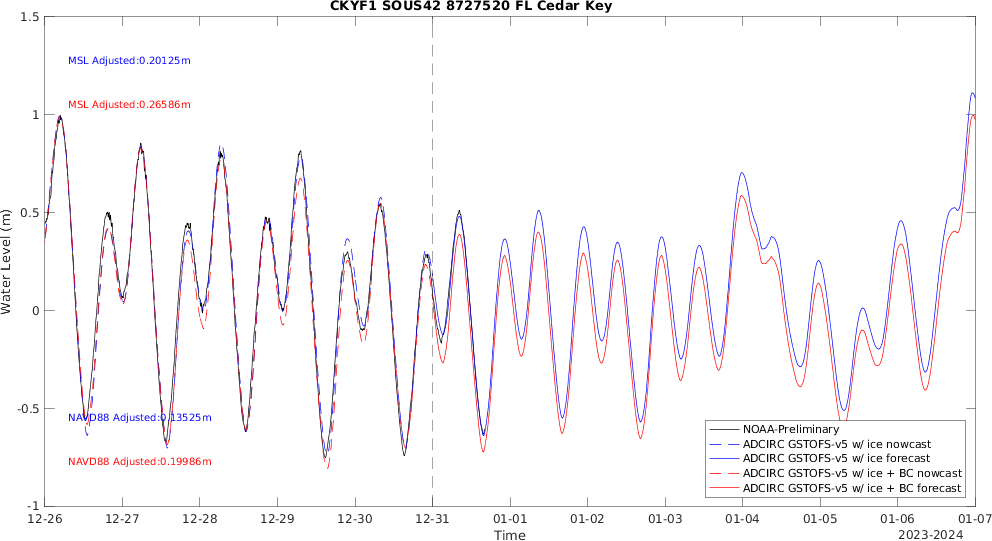 CKYF1 SOUS42 8727520 FL Cedar Key
1.5
1
0.5
0
-0.5
-1
Water Level (m)
MSL Adjusted:0.20125m
MSL Adjusted:0.26586m
NAVD88 Adjusted:0.13525m
NAVD88 Adjusted:0.19986m
NOAA-Preliminary
ADCIRC GSTOFS-v5 w/ ice nowcast
ADCIRC GSTOFS-v5 w/ ice forecast
ADCIRC GSTOFS-v5 w/ ice + BC nowcast
ADCIRC GSTOFS-v5 w/ ice + BC forecast
12-26 12-27 12-28 12-29 12-30 12-31 01-01 01-02 01-03 01-04 01-05 01-06 01-07
Time
2023-2024